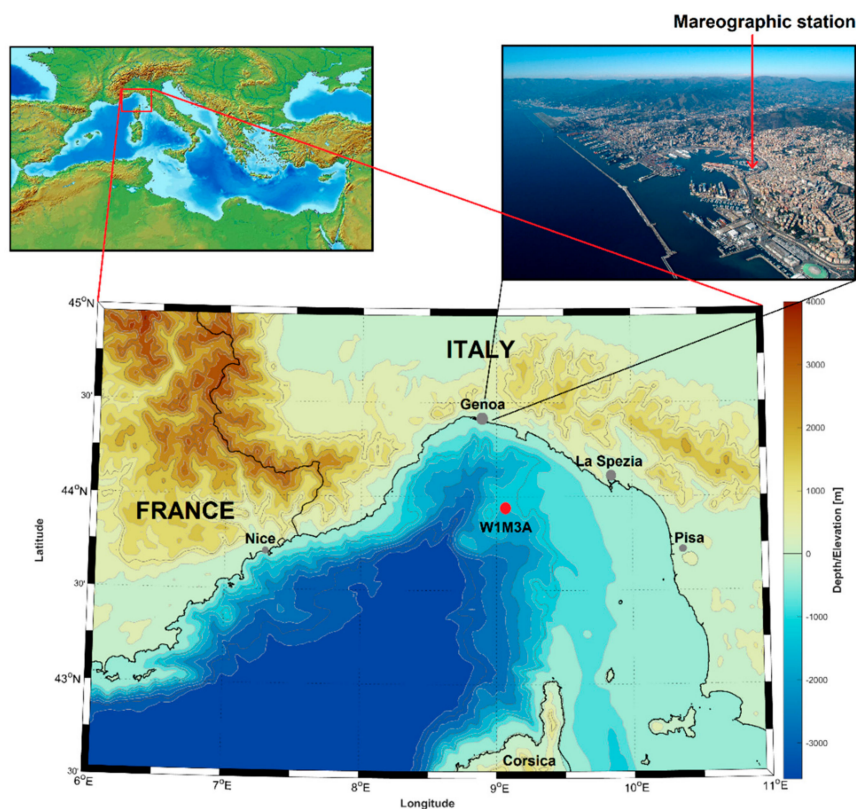 Mareographic station
45°N
30'
44°N
30'
43°N
30'
Latitude
6°E
7°E
8°E
9°E
10°E
11°E
Longitude
ITALY
Genoa
La Spezia
FRANCE
W1M3A
Nice
Pisa
Corsica
4000
3000
2000
1000
0
-1000
-2000
-3000
Depth/Elevation [m]